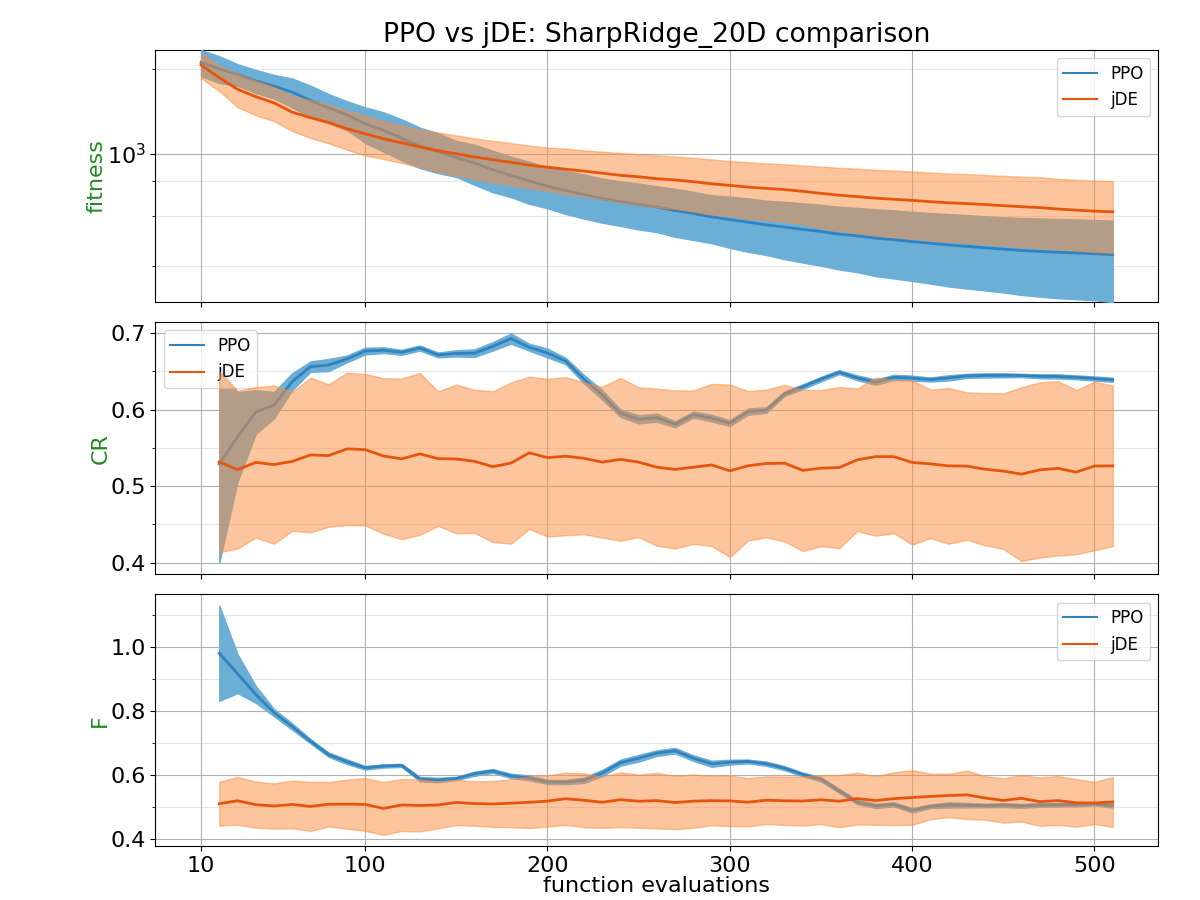 PPO vs jDE: SharpRidge_20D comparison
PPO
jDE
10³
fitness
PPO
jDE
0.7
0.6
0.5
0.4
CR
PPO
jDE
1.0
0.8
0.6
0.4
F
10 100 200 300 400 500
function evaluations